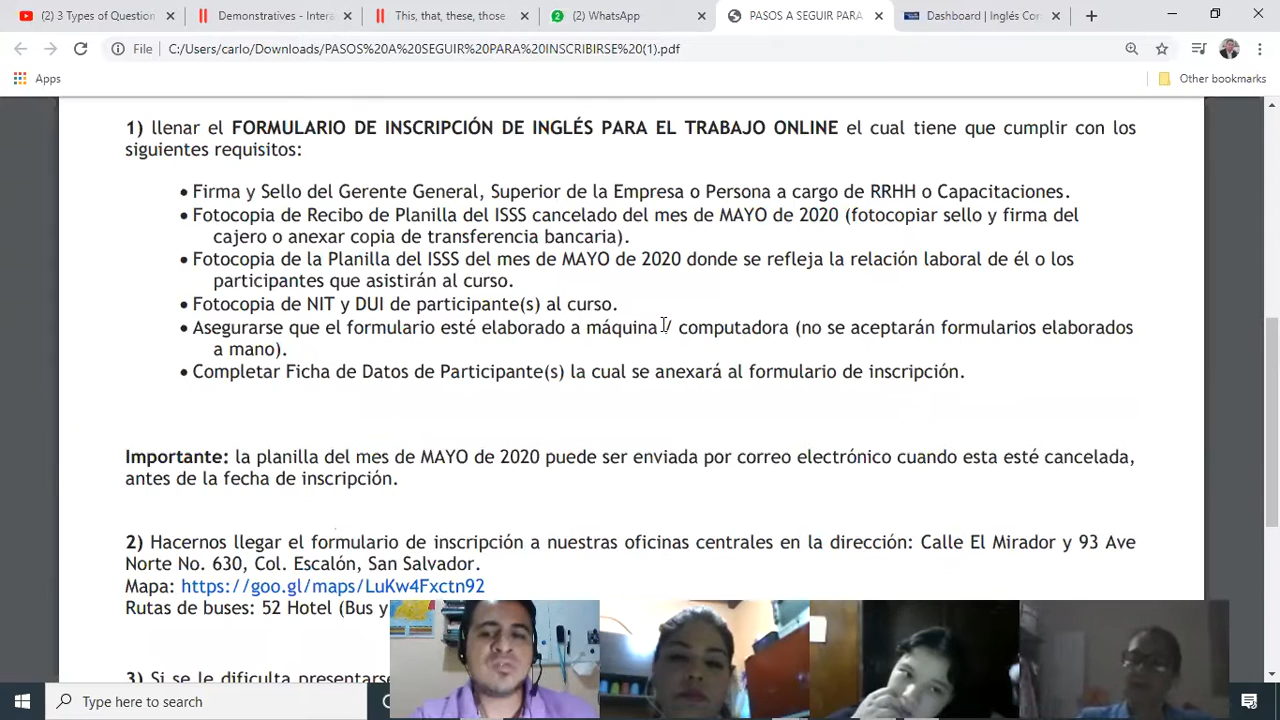 (2) 3 Types of Question
Demonstratives - Intera
This, that, these, those
(2) WhatsApp
PASOS A SEGUIR PARA
Dashboard | Inglés Cor
File C:/Users/carlo/Downloads/PASOS%20A%20SEGUIR%20PARA%20INSCRIBIRSE%20(1).pdf
Apps
Other bookmarks
1) llenar el FORMULARIO DE INSCRIPCIÓN DE INGLÉS PARA EL TRABAJO ONLINE el cual tiene que cumplir con los
siguientes requisitos:
• Firma y Sello del Gerente General, Superior de la Empresa o Persona a cargo de RRHH o Capacitaciones.
• Fotocopia de Recibo de Planilla del ISSS cancelado del mes de MAYO de 2020 (fotocopiar sello y firma del
cajero o anexar copia de transferencia bancaria).
• Fotocopia de la Planilla del ISSS del mes de MAYO de 2020 donde se refleja la relación laboral de él o los
participantes que asistirán al curso.
• Fotocopia de NIT y DUI de participante(s) al curso.
• Asegurarse que el formulario esté elaborado a máquina / computadora (no se aceptarán formularios elaborados
a mano).
• Completar Ficha de Datos de Participante(s) la cual se anexará al formulario de inscripción.
Importante: la planilla del mes de MAYO de 2020 puede ser enviada por correo electrónico cuando esta esté cancelada,
antes de la fecha de inscripción.
2) Hacernos llegar el formulario de inscripción a nuestras oficinas centrales en la dirección: Calle El Mirador y 93 Ave
Norte No. 630, Col. Escalón, San Salvador.
Mapa: https://goo.gl/maps/LuKw4Fxctn92
Rutas de buses: 52 Hotel (Bus y
3) Si se le dificulta presentarse
Type here to search
3